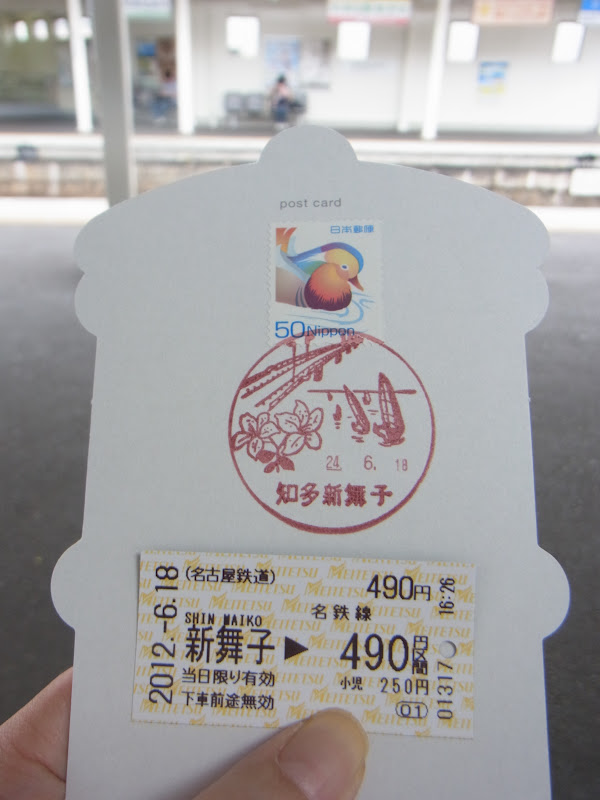 post card
日本郵便
50 Nippon
24 6. 18
知多新舞子
2012.-6.18
(名古屋鉄道)
490円
名鉄線
SHIN MAIKO
新舞子▶490円区間
当日限り有効
小児 250円
下車前途無効
01
16:26
01317
MEITETSU